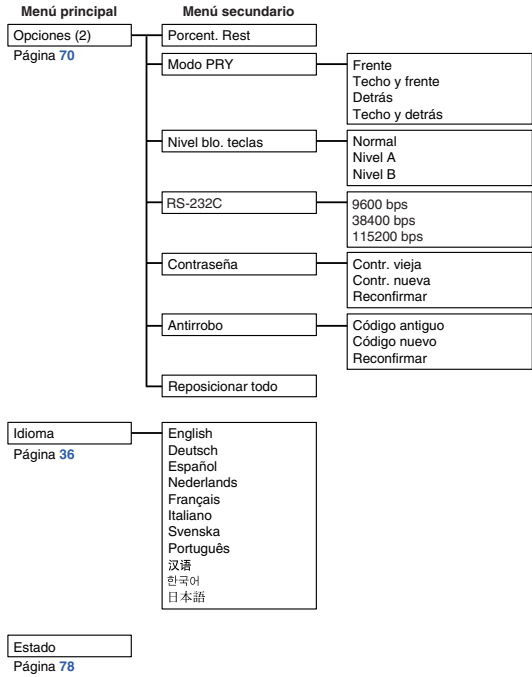 Menú principal
Menú secundario
Opciones (2)
Página 70
Porcent. Rest
Modo PRY
Frente
Techo y frente
Detrás
Techo y detrás
Nivel blo. teclas
Normal
Nivel A
Nivel B
RS-232C
9600 bps
38400 bps
115200 bps
Contraseña
Contr. vieja
Contr. nueva
Reconfirmar
Antirrobo
Código antiguo
Código nuevo
Reconfirmar
Reposicionar todo
Idioma
Página 36
English
Deutsch
Español
Nederlands
Français
Italiano
Svenska
Português
汉语
한국어
日本語
Estado
Página 78